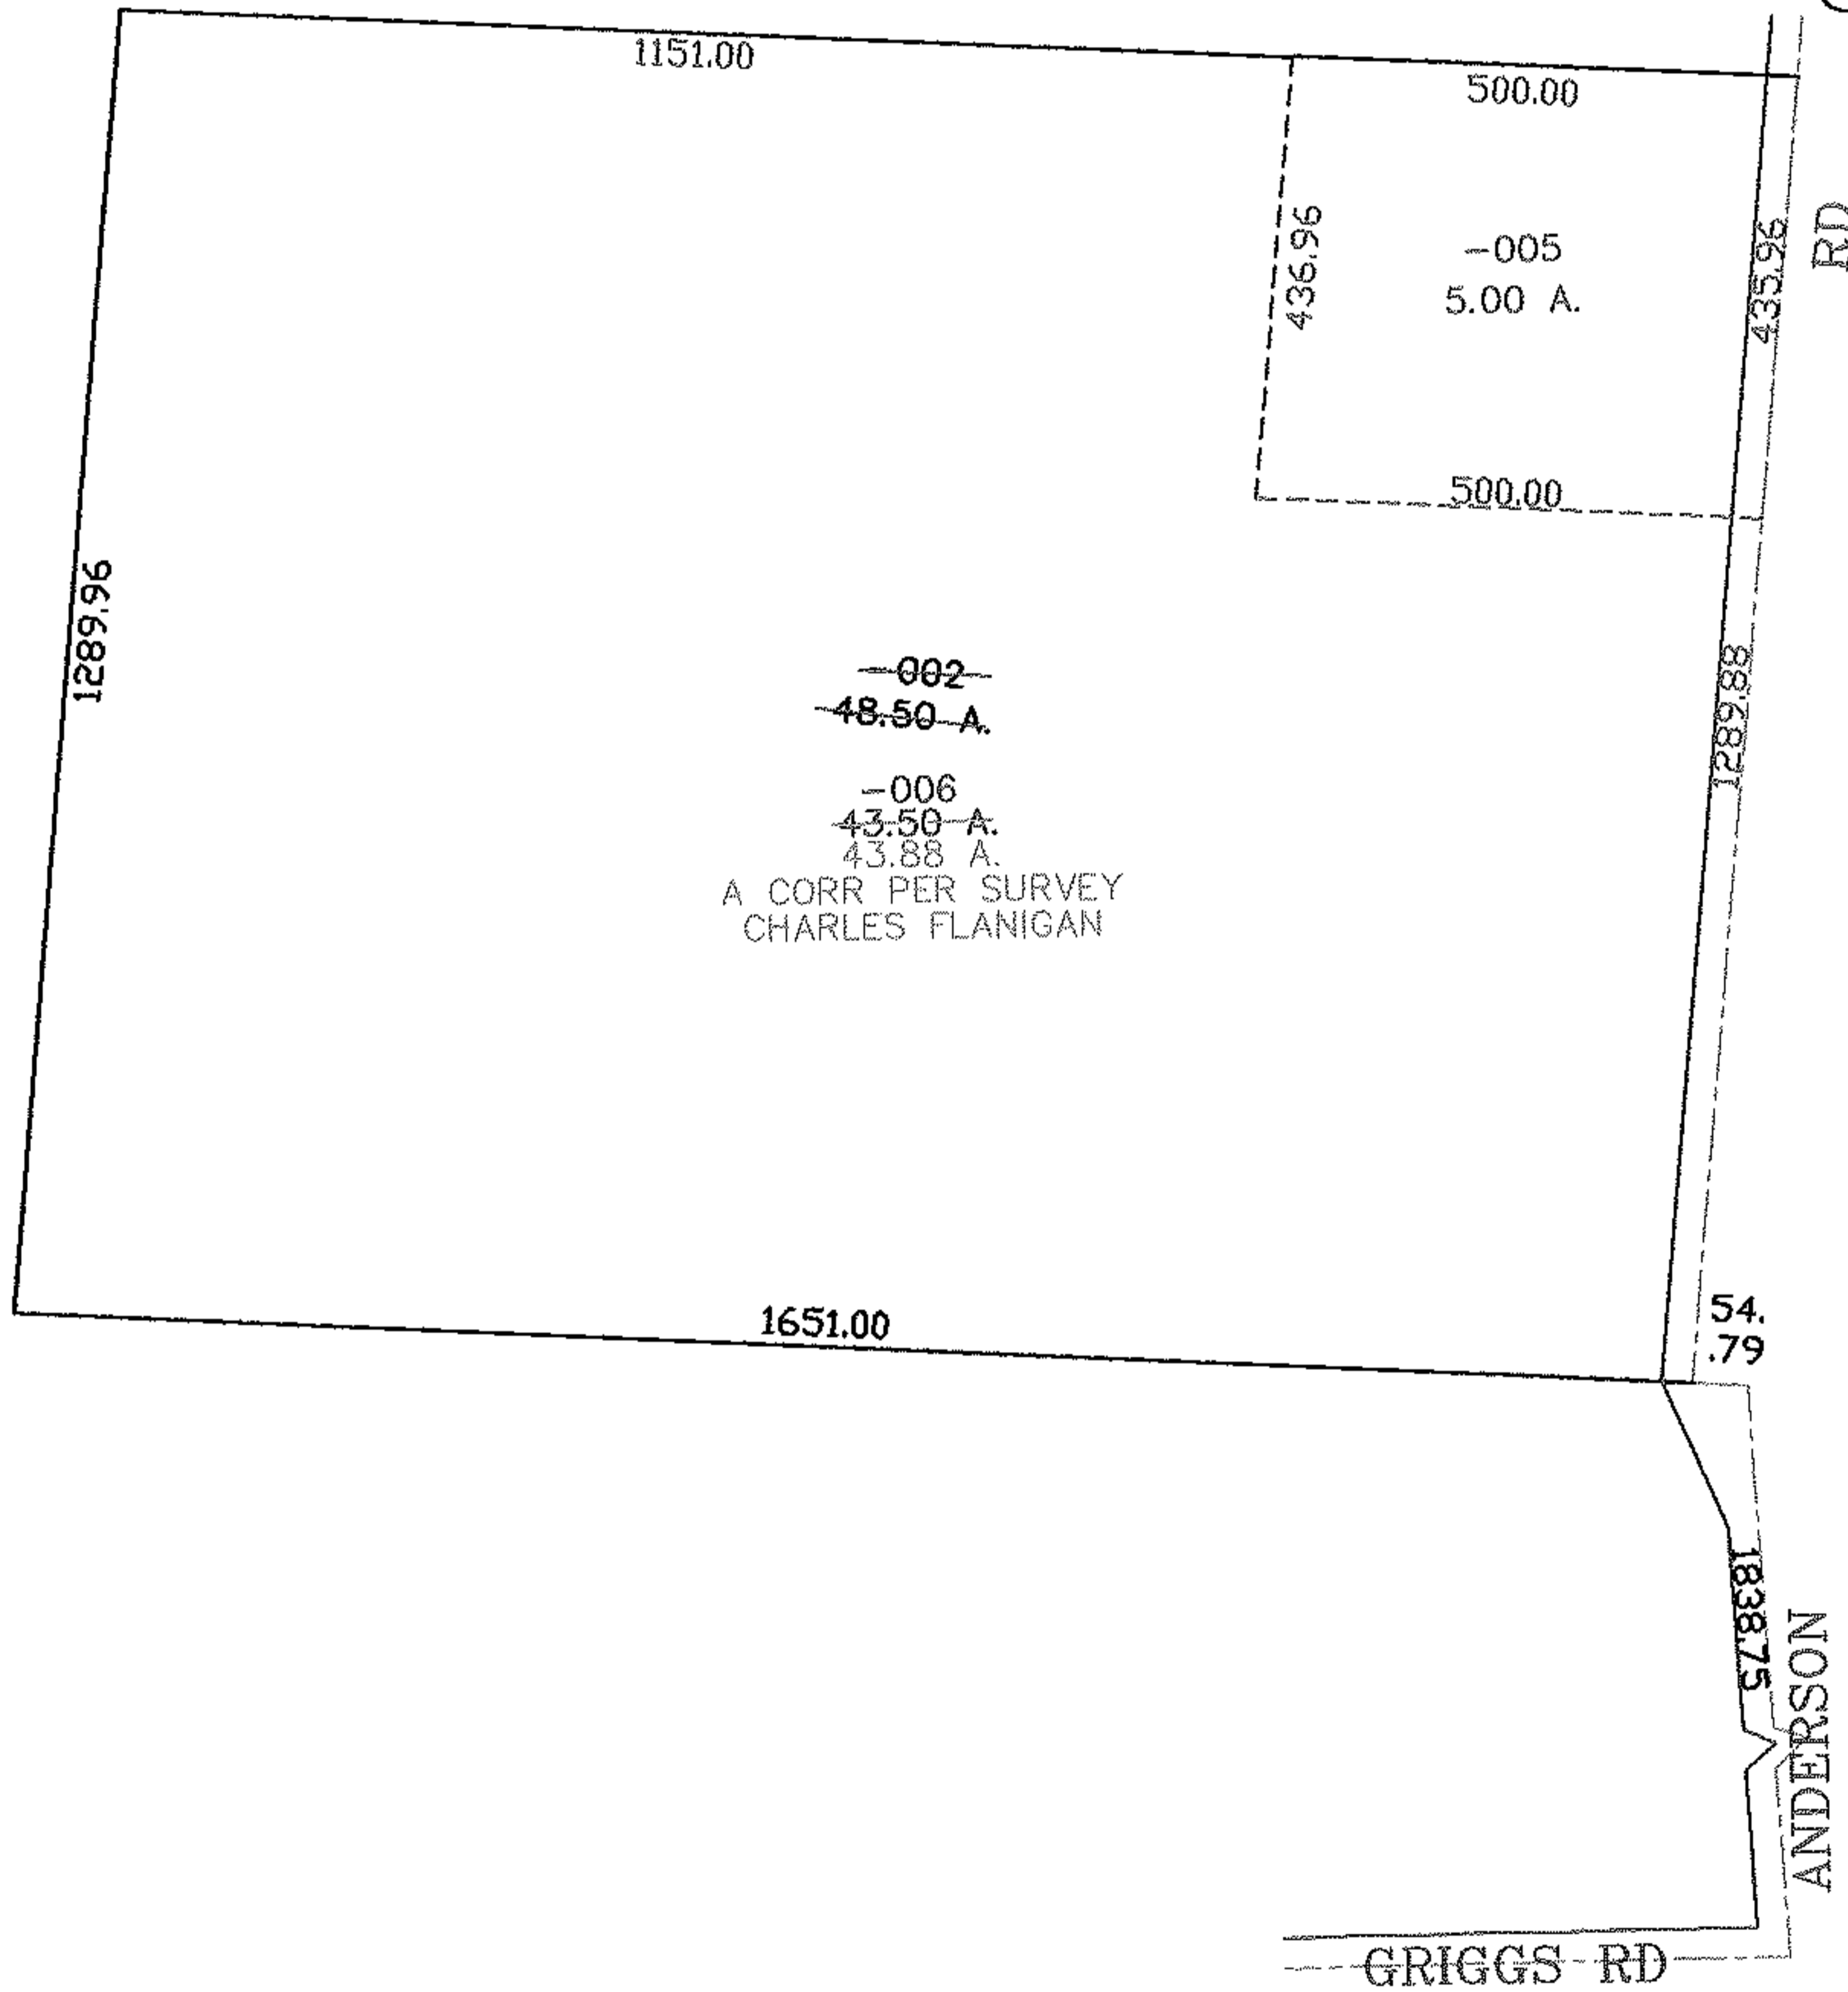 1151.00
500.00
436.96
-005
5.00 A.
435.96
RD
500.00
1289.96
-002
48.50 A.
1289.88
-006
43.50 A.
43.88 A.
A CORR PER SURVEY
CHARLES FLANIGAN
1651.00
54.
.79
1838.75
ANDERSON
GRIGGS RD